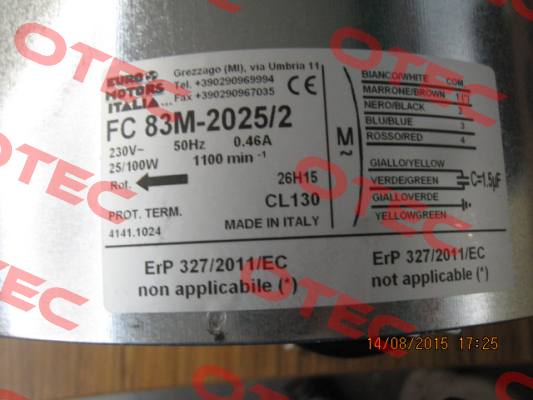 EURO MOTORS ITALIA
Grezzago (MI), via Umbria 11
Tel. +390290969994
Fax +390290967035
CE
FC 83M-2025/2
230V~ 50Hz 0.46A
25/100W 1100 min -1
Rot.
26H15
CL130
PROT. TERM.
4141.1024
MADE IN ITALY
M
~
BIANCO/WHITE COM
MARRONE/BROWN 1
NERO/BLACK 2
BLU/BLUE 3
ROSSO/RED 4
GIALLO/YELLOW
VERDE/GREEN
C=1.5µF
GIALLOVERDE
YELLOWGREEN
ErP 327/2011/EC
non applicabile (*)
ErP 327/2011/EC
not applicable (*)
14/08/2015 17:25
OTEC
OTEC
OTEC
OTEC
OTEC
OTEC